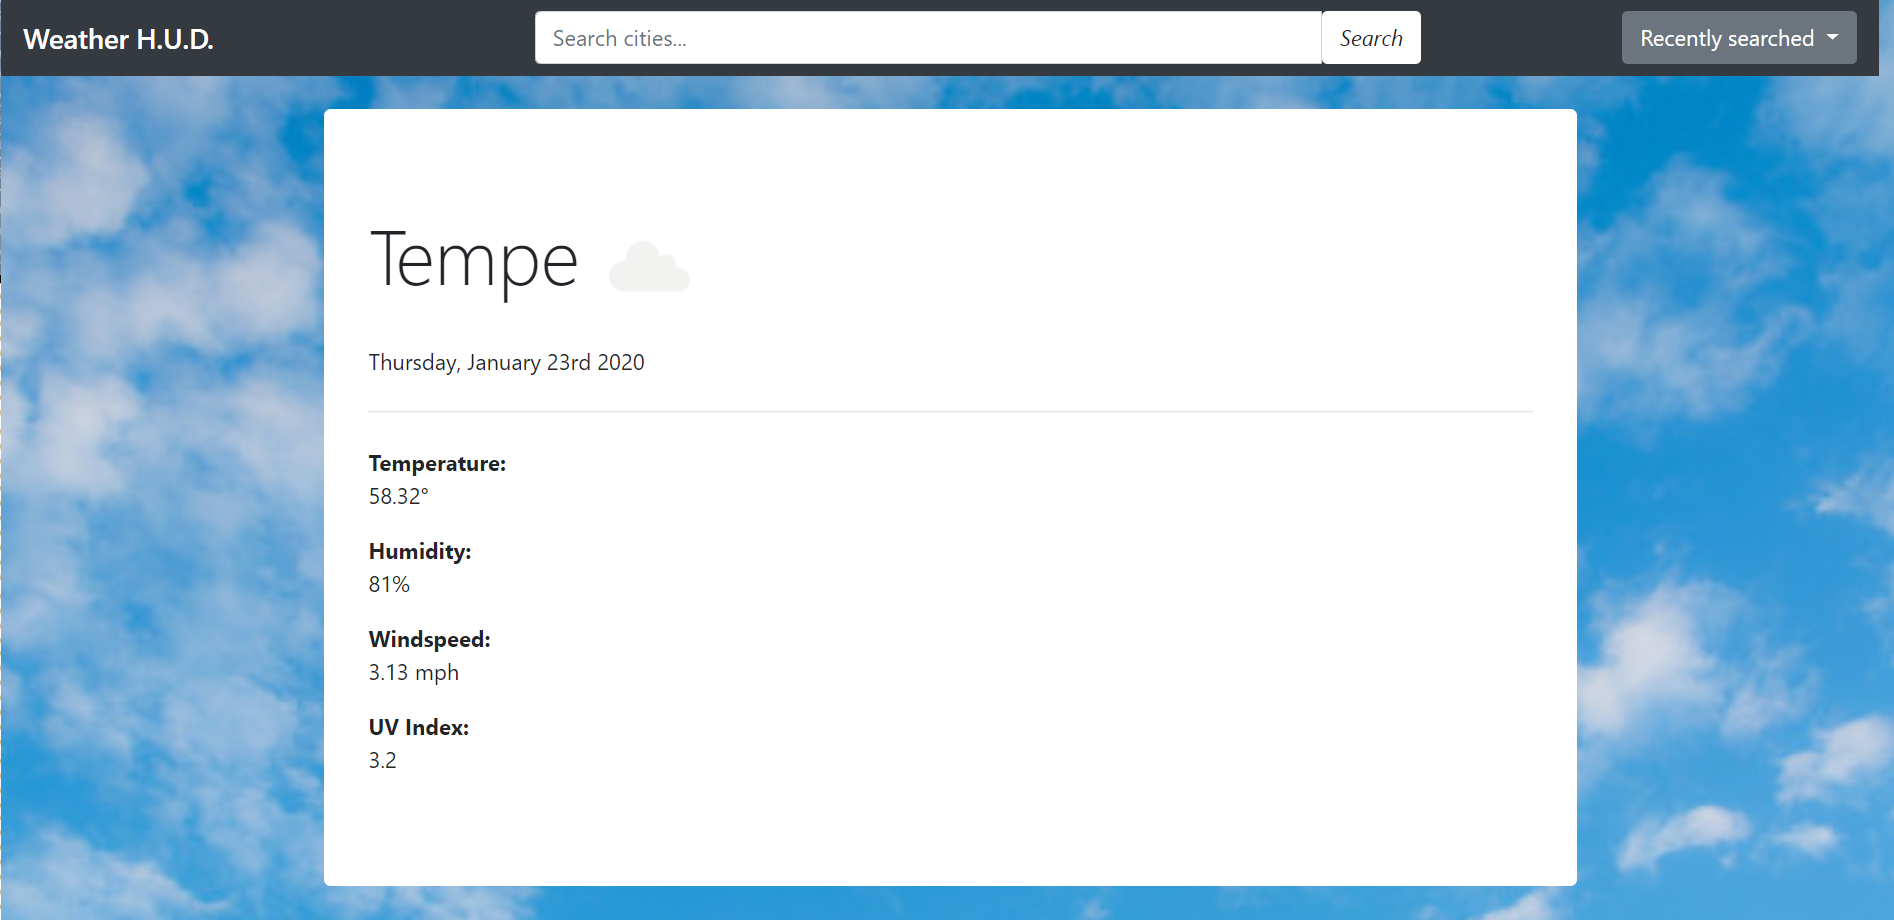 Weather H.U.D.
Search cities...
Search
Recently searched
Tempe
Thursday, January 23rd 2020
Temperature:
58.32°
Humidity:
81%
Windspeed:
3.13 mph
UV Index:
3.2